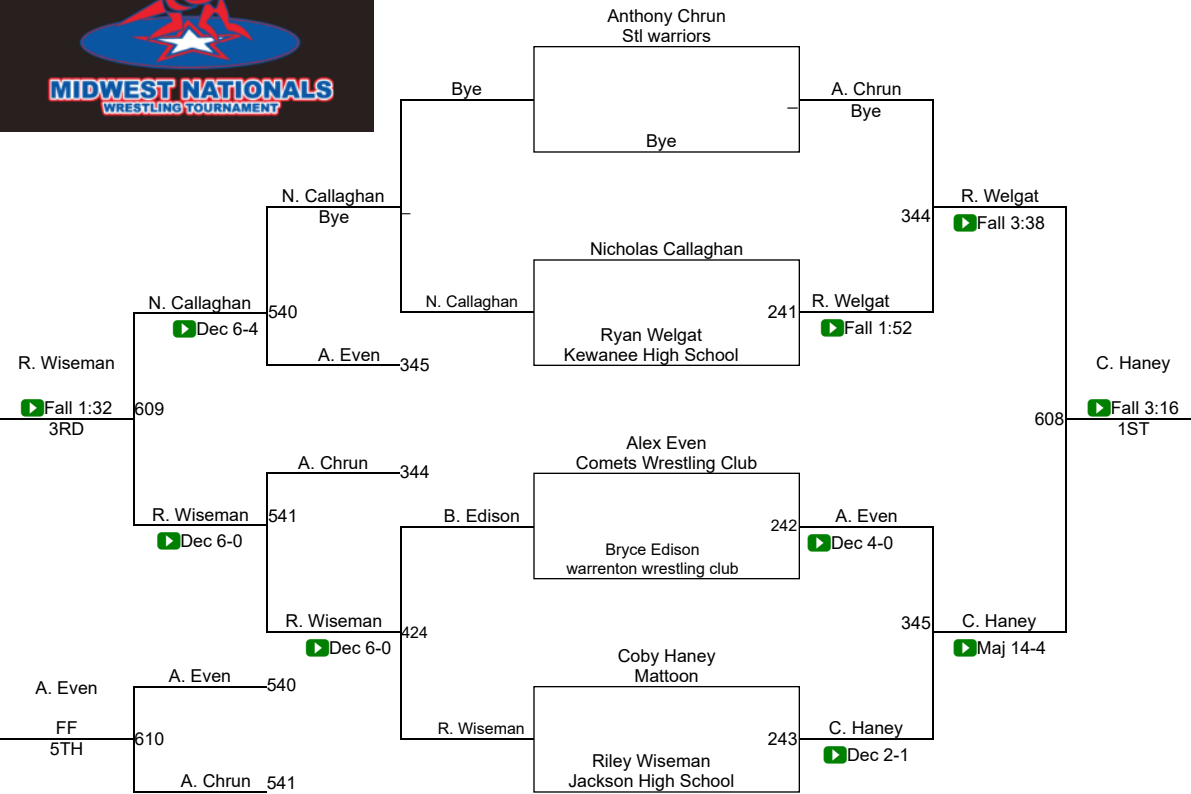 MIDWEST NATIONALS
WRESTLING TOURNAMENT
Anthony Chrun
Stl warriors
Bye
Bye
A. Chrun
Bye
N. Callaghan
Bye
344
R. Welgat
Fall 3:38
Nicholas Callaghan
N. Callaghan
Dec 6-4
540
N. Callaghan
241
R. Welgat
Fall 1:52
Ryan Welgat
Kewanee High School
A. Even
345
R. Wiseman
Fall 1:32
3RD
609
C. Haney
608
Fall 3:16
1ST
Alex Even
Comets Wrestling Club
A. Chrun
344
R. Wiseman
Dec 6-0
541
B. Edison
242
A. Even
Dec 4-0
Bryce Edison
warrenton wrestling club
R. Wiseman
Dec 6-0
424
345
C. Haney
Maj 14-4
Coby Haney
Mattoon
A. Even
540
A. Even
FF
5TH
610
R. Wiseman
243
C. Haney
Dec 2-1
Riley Wiseman
Jackson High School
A. Chrun
541